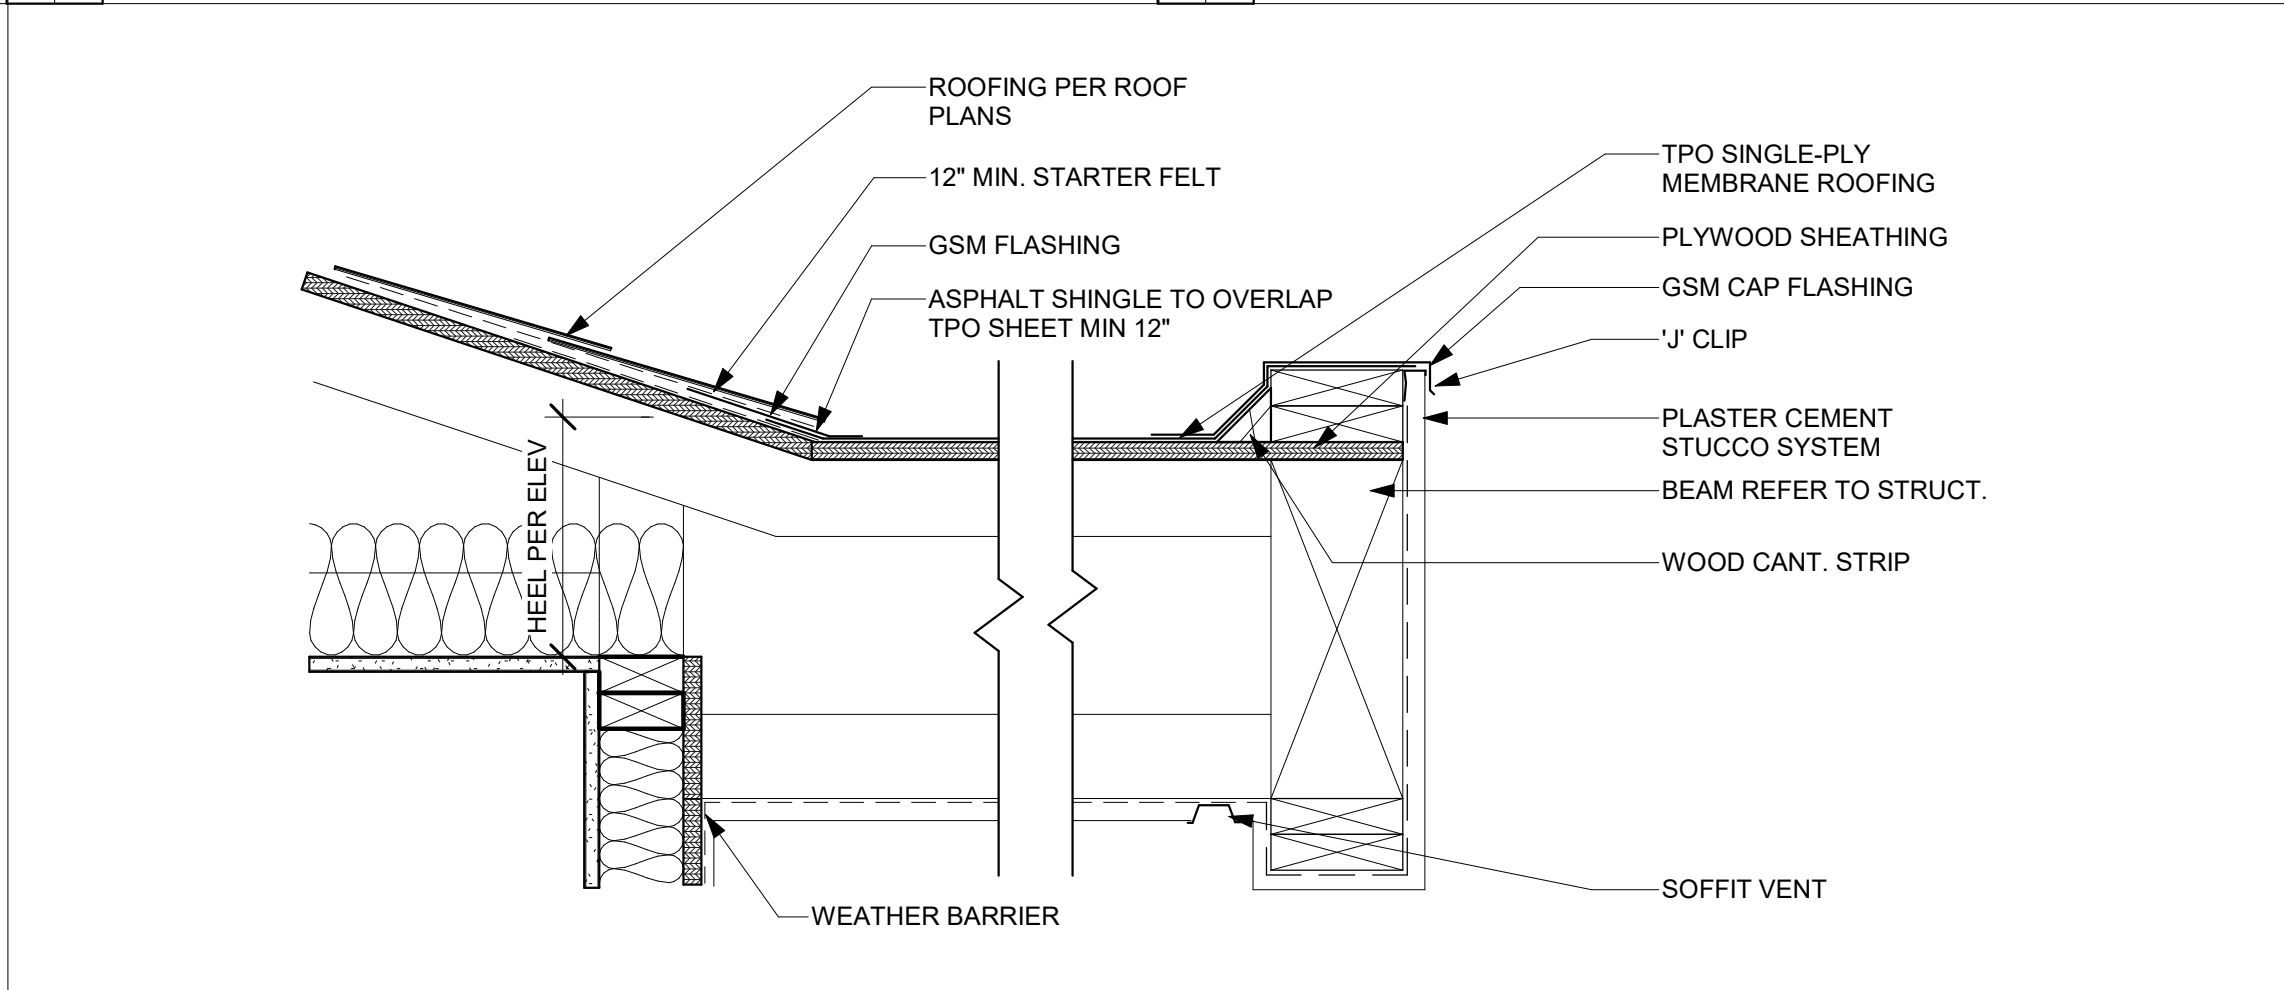 ROOFING PER ROOF
PLANS
12" MIN. STARTER FELT
GSM FLASHING
ASPHALT SHINGLE TO OVERLAP
TPO SHEET MIN 12"
TPO SINGLE-PLY
MEMBRANE ROOFING
PLYWOOD SHEATHING
GSM CAP FLASHING
'J' CLIP
PLASTER CEMENT
STUCCO SYSTEM
BEAM REFER TO STRUCT.
WOOD CANT. STRIP
HEEL PER ELEV
SOFFIT VENT
WEATHER BARRIER